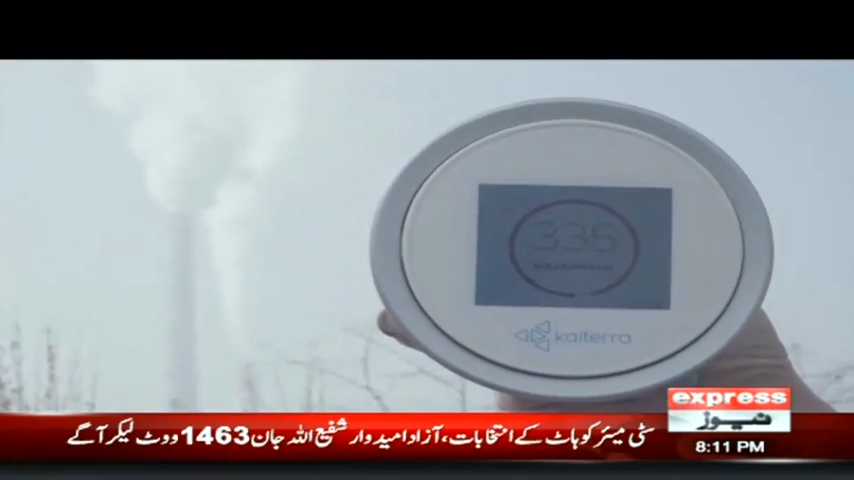 335
kaiterra
express
نیوز
سٹی میئر کوہاٹ کے انتخابات، آزاد امیدوار شفیع اللہ جان 1463 ووٹ لیکر آگے
8:11 PM